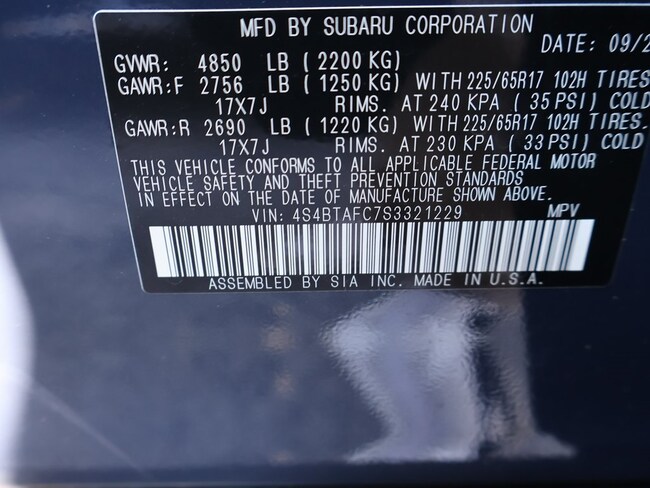 MFD BY SUBARU CORPORATION
DATE: 09/2
GVWR: 4850 LB (2200 KG)
GAWR:F 2756 LB (1250 KG) WITH 225/65R17 102H TIRES
17X7J RIMS. AT 240 KPA (35 PSI) COLD
GAWR:R 2690 LB (1220 KG) WITH 225/65R17 102H TIRES.
17X7J RIMS. AT 230 KPA (33 PSI) COLD
THIS VEHICLE CONFORMS TO ALL APPLICABLE FEDERAL MOTOR
VEHICLE SAFETY AND THEFT PREVENTION STANDARDS
IN EFFECT ON THE DATE OF MANUFACTURE SHOWN ABOVE.
VIN: 4S4BTAFC7S3321229 MPV
ASSEMBLED BY SIA INC. MADE IN U.S.A.